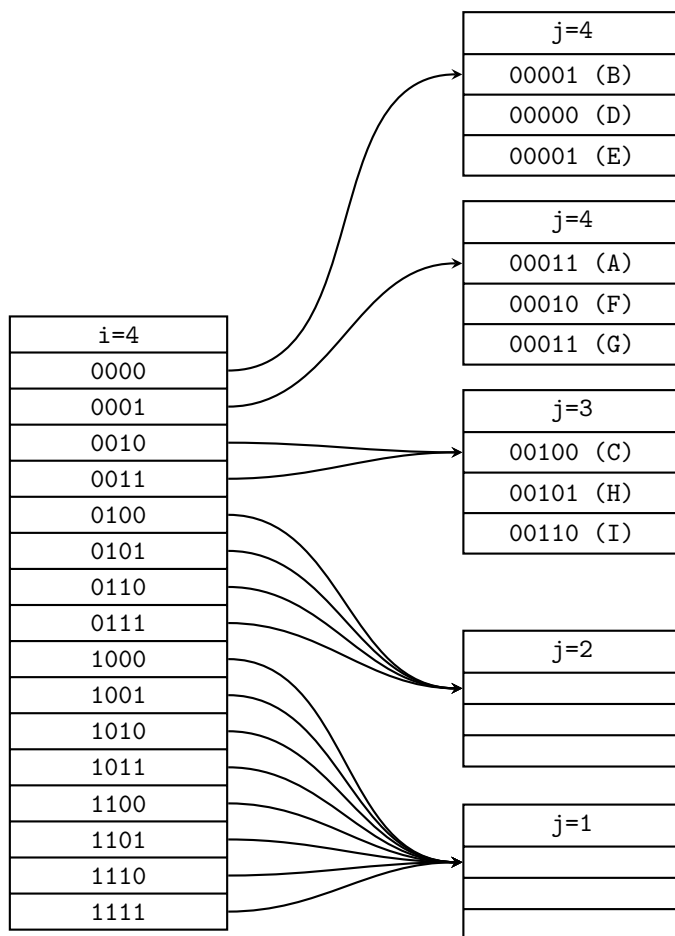 i=4
0000
0001
0010
0011
0100
0101
0110
0111
1000
1001
1010
1011
1100
1101
1110
1111
j=4
00001 (B)
00000 (D)
00001 (E)
j=4
00011 (A)
00010 (F)
00011 (G)
j=3
00100 (C)
00101 (H)
00110 (I)
j=2
j=1